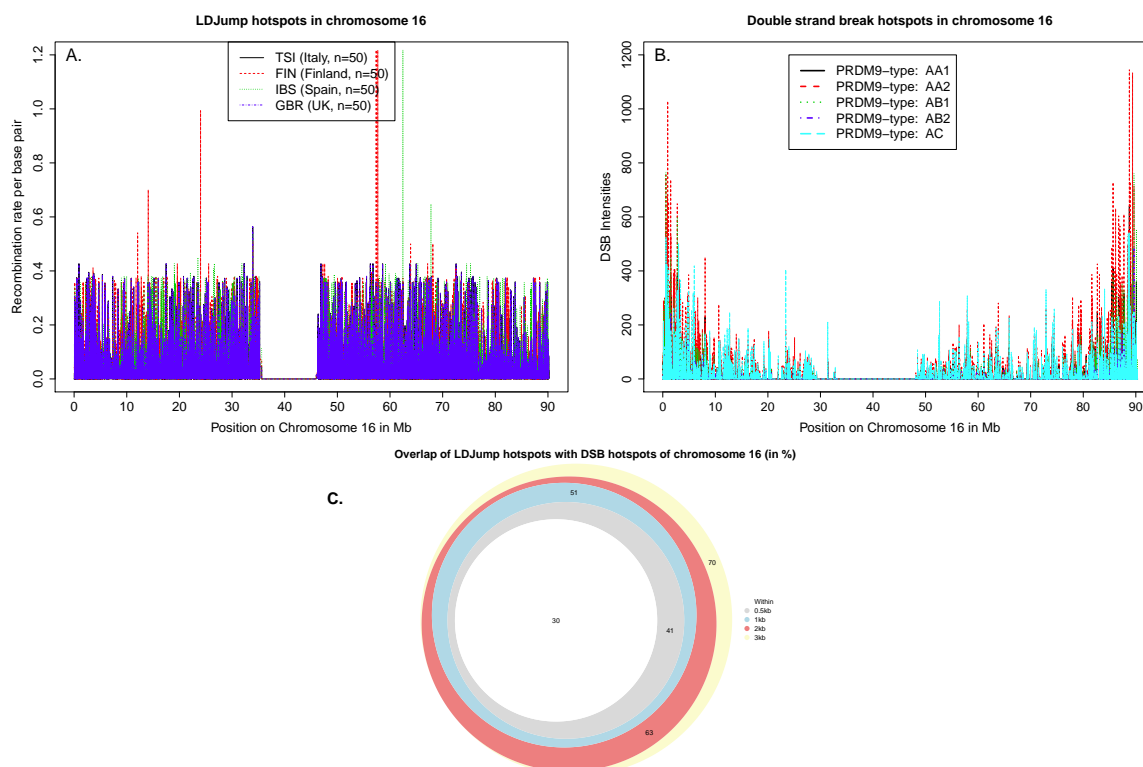 LDJump hotspots in chromosome 16
A.
TSI (Italy, n=50)
FIN (Finland, n=50)
IBS (Spain, n=50)
GBR (UK, n=50)
Recombination rate per base pair
0.0
0.2
0.4
0.6
0.8
1.0
1.2
0 10 20 30 40 50 60 70 80 90
Position on Chromosome 16 in Mb
Double strand break hotspots in chromosome 16
B.
PRDM9−type: AA1
PRDM9−type: AA2
PRDM9−type: AB1
PRDM9−type: AB2
PRDM9−type: AC
DSB Intensities
0
200
400
600
800
1000
1200
0 10 20 30 40 50 60 70 80 90
Position on Chromosome 16 in Mb
Overlap of LDJump hotspots with DSB hotspots of chromosome 16 (in %)
C.
51
70
30
41
63
Within
0.5kb
1kb
2kb
3kb